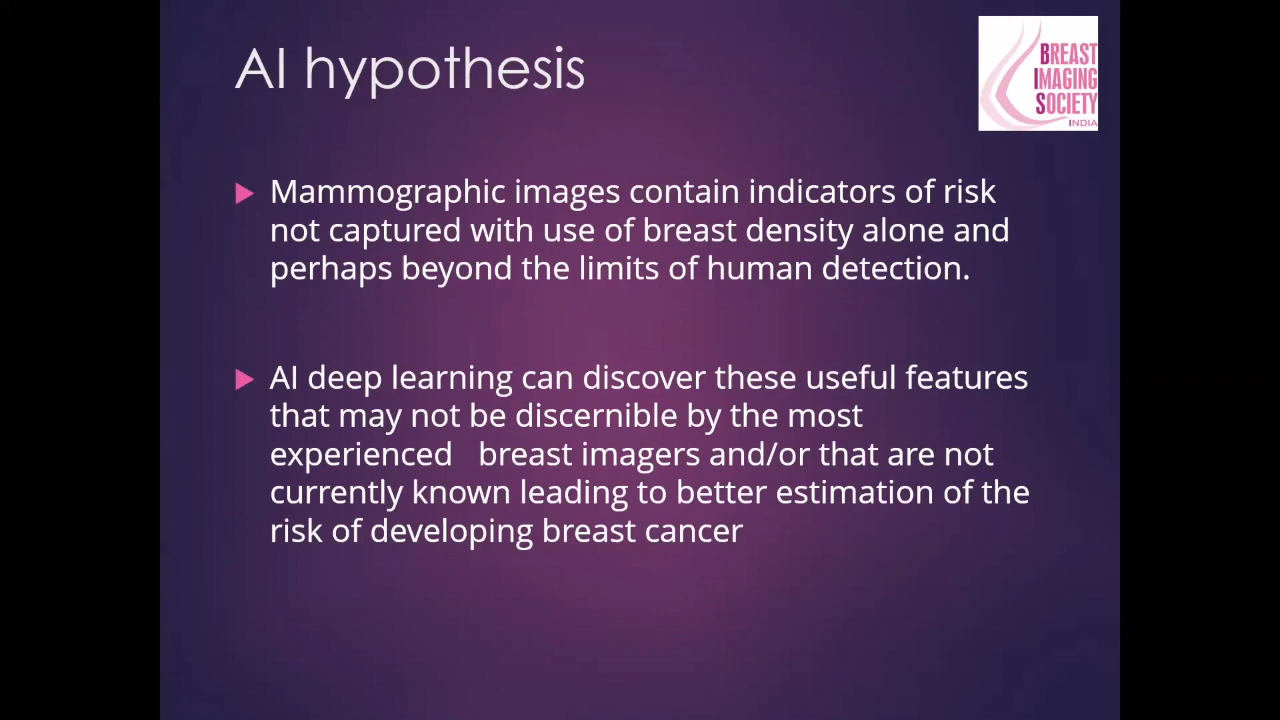 AI hypothesis
BREAST
IMAGING
SOCIETY
INDIA
Mammographic images contain indicators of risk
not captured with use of breast density alone and
perhaps beyond the limits of human detection.
AI deep learning can discover these useful features
that may not be discernible by the most
experienced   breast imagers and/or that are not
currently known leading to better estimation of the
risk of developing breast cancer